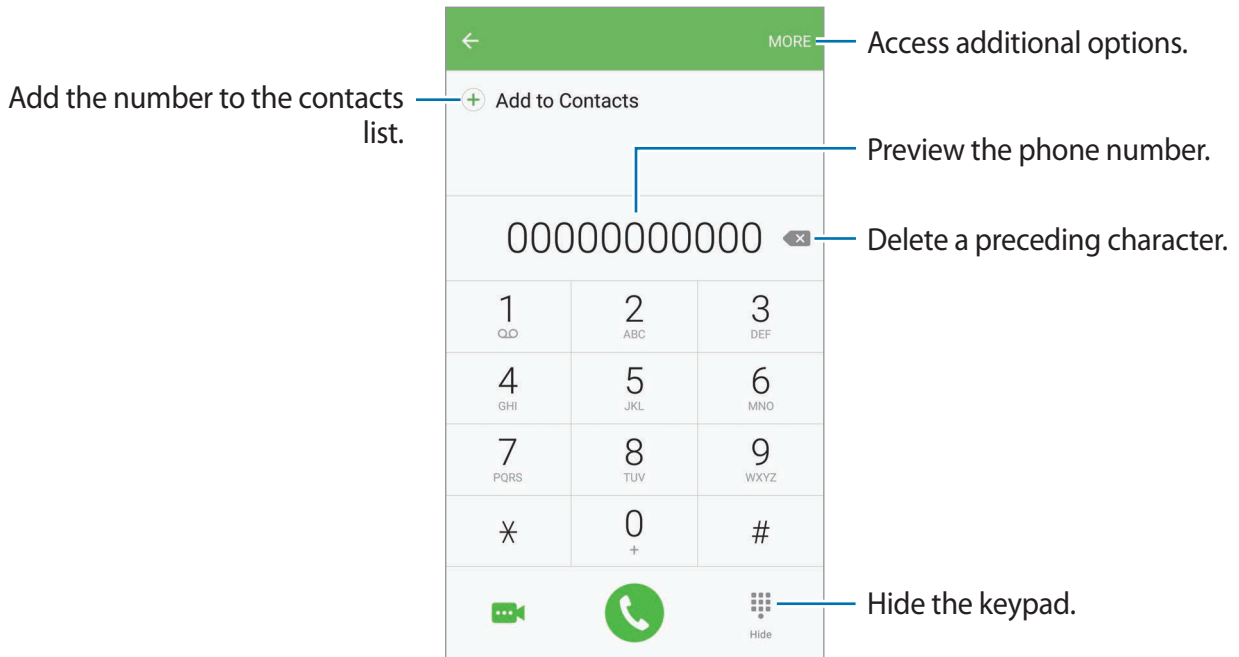 MORE
Access additional options.
Add the number to the contacts
list.
Add to Contacts
Preview the phone number.
00000000000
Delete a preceding character.
1 2 3
ABC DEF
4 5 6
GHI JKL MNO
7 8 9
PQRS TUV WXYZ
* 0 #
+
Hide the keypad.
Hide